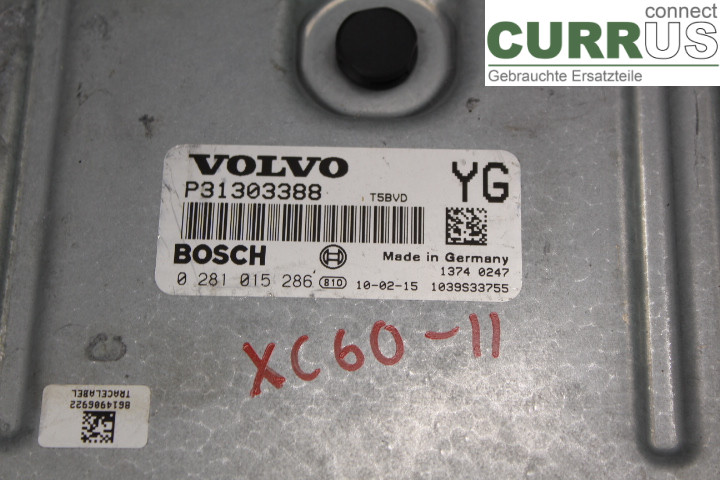 connect
CURRUS
Gebrauchte Ersatzteile
VOLVO
P31303388 T5BVD
YG
BOSCH
Made in Germany
1374 0247
0 281 015 286 810 10-02-15 1039S33755
XC60-11
8614906922
TRACELABEL